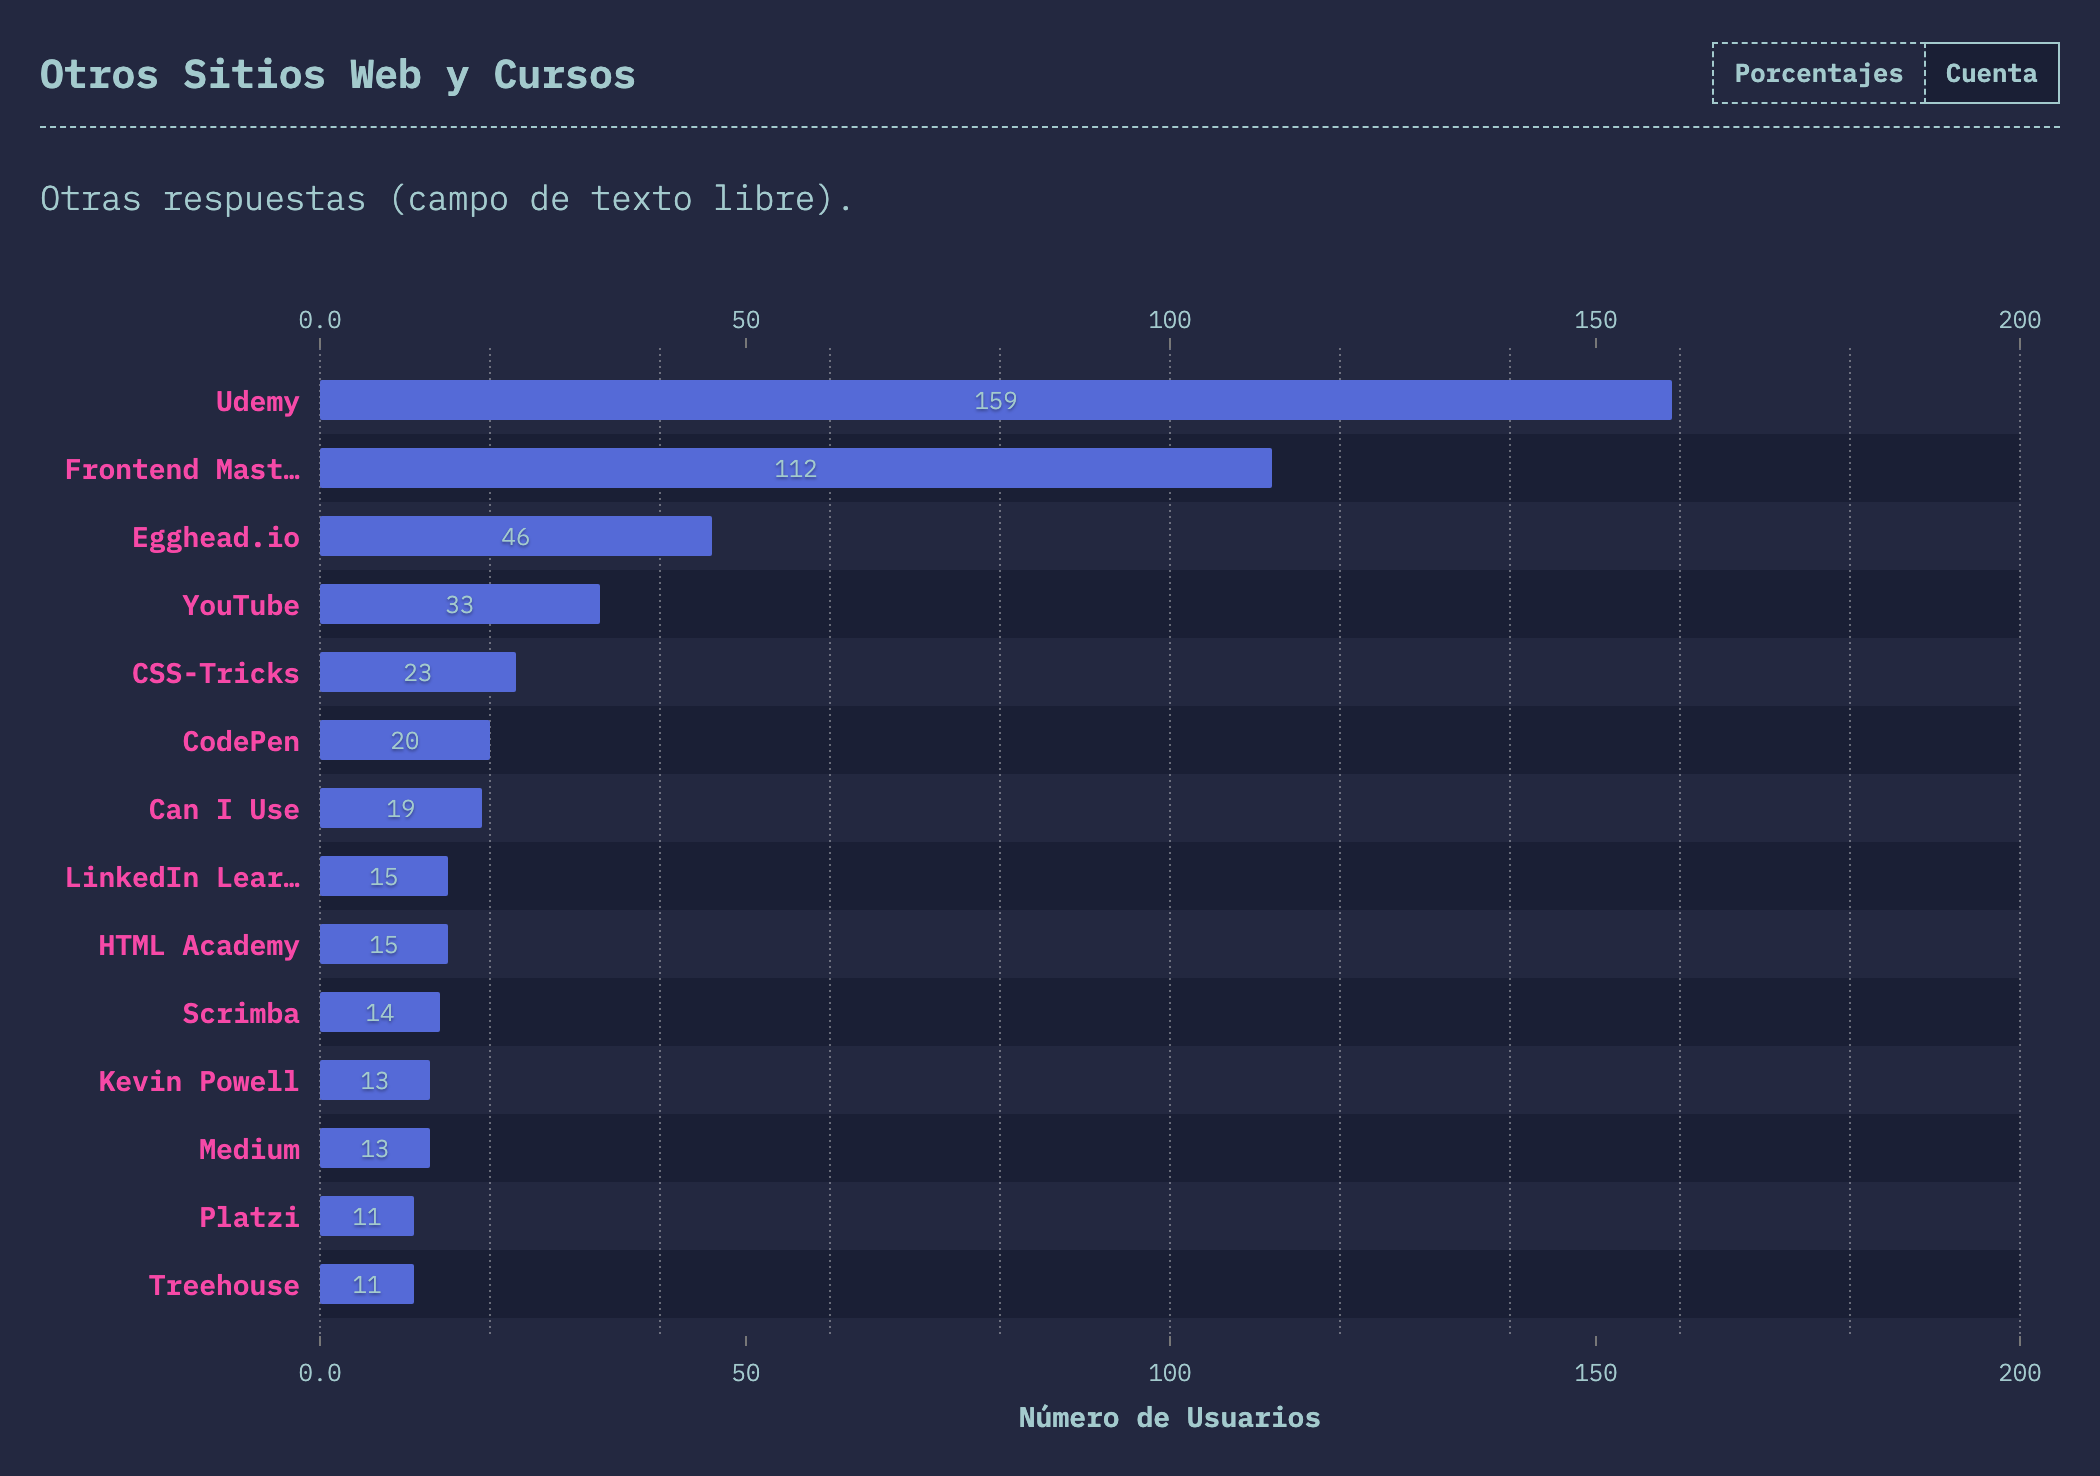 Otros Sitios Web y Cursos
Porcentajes Cuenta
Otras respuestas (campo de texto libre).
0.0 50 100 150 200
Udemy 159
Frontend Mast… 112
Egghead.io 46
YouTube 33
CSS-Tricks 23
CodePen 20
Can I Use 19
LinkedIn Lear… 15
HTML Academy 15
Scrimba 14
Kevin Powell 13
Medium 13
Platzi 11
Treehouse 11
0.0 50 100 150 200
Número de Usuarios